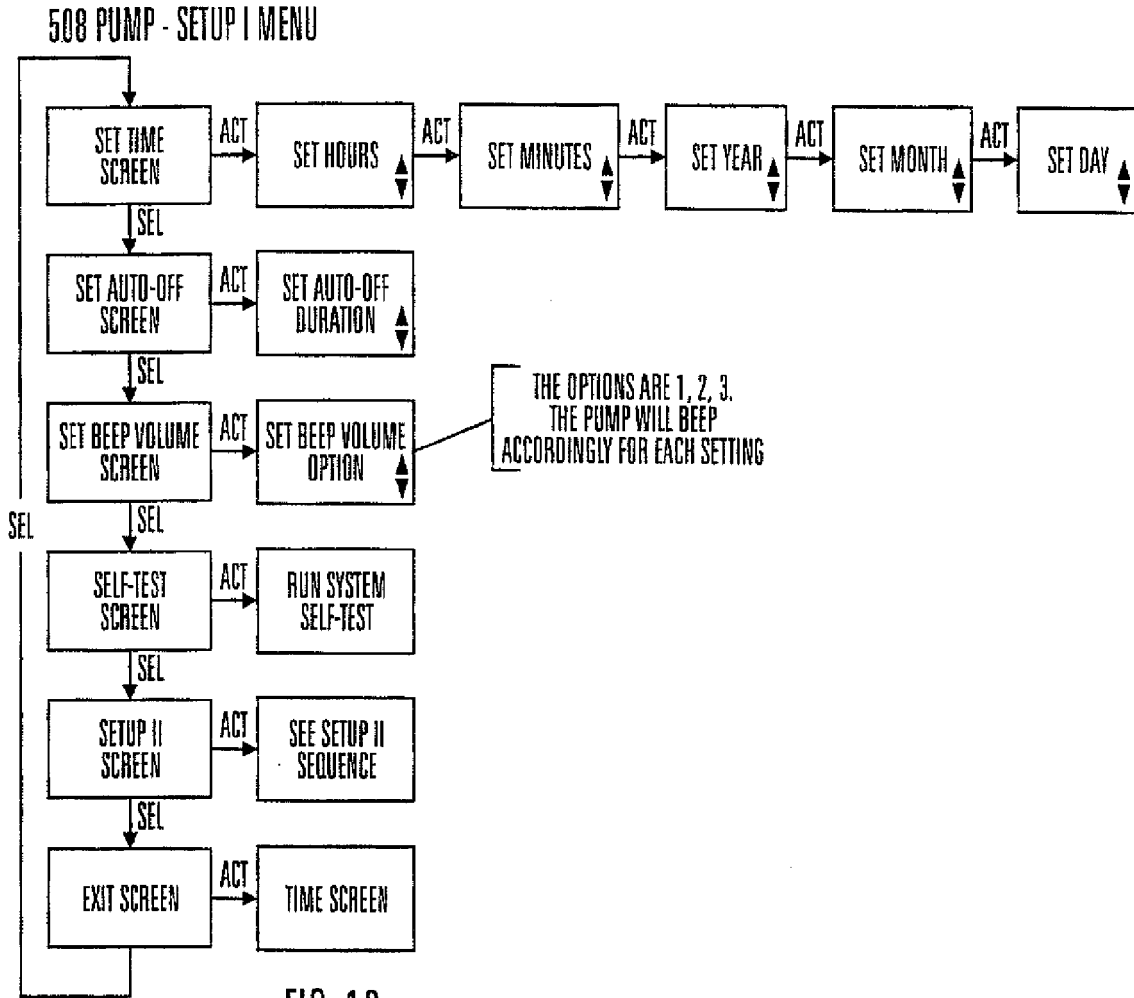 508 PUMP - SETUP I MENU
SET TIME
SCREEN
ACT
SET HOURS
ACT
SET MINUTES
ACT
SET YEAR
ACT
SET MONTH
ACT
SET DAY
SEL
SET AUTO-OFF
SCREEN
ACT
SET AUTO-OFF
DURATION
SEL
SET BEEP VOLUME
SCREEN
ACT
SET BEEP VOLUME
OPTION
THE OPTIONS ARE 1, 2, 3.
THE PUMP WILL BEEP
ACCORDINGLY FOR EACH SETTING
SEL
SEL
SELF-TEST
SCREEN
ACT
RUN SYSTEM
SELF-TEST
SEL
SETUP II
SCREEN
ACT
SEE SETUP II
SEQUENCE
SEL
EXIT SCREEN
ACT
TIME SCREEN